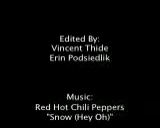 Edited By:
Vincent Thide
Erin Podsiedlik
Music:
Red Hot Chili Peppers
"Snow (Hey Oh)"